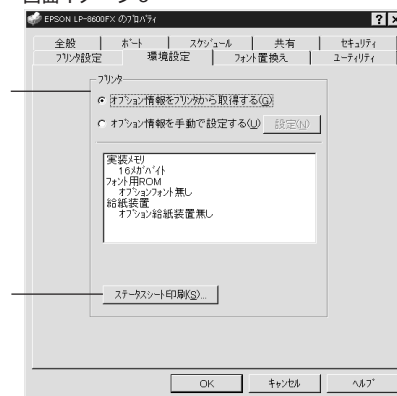 EPSON LP-8600FX のプロパティ
全般 ポート スケジュール 共有 セキュリティ
プリンタ設定 環境設定 フォント置換え ユーティリティ
プリンタ
オプション情報をプリンタから取得する(G)
オプション情報を手動で設定する(U) 設定(N)
実装メモリ
16メガバイト
フォント用ROM
オプションフォント無し
給紙装置
オプション給紙装置無し
ステータスシート印刷(S)...
OK キャンセル ヘルプ